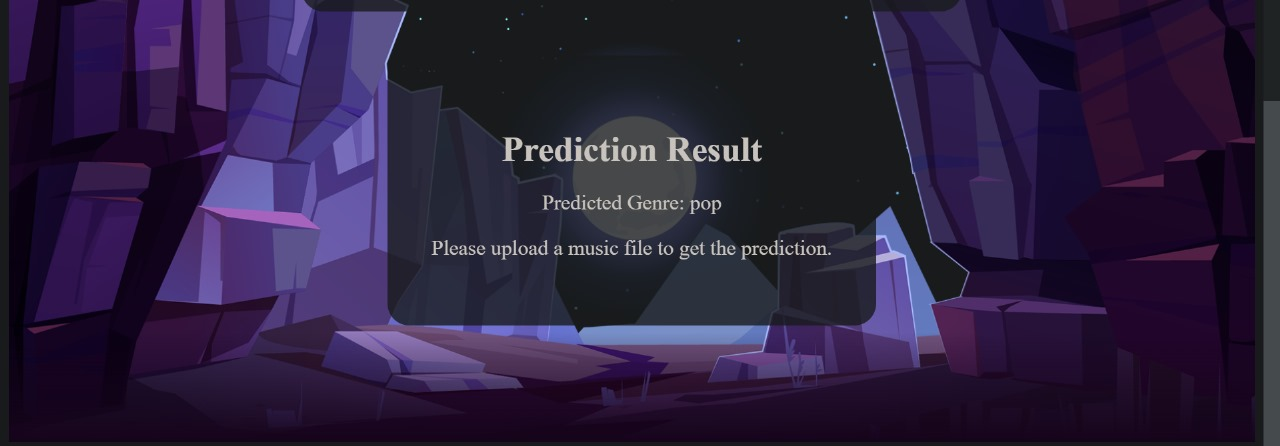 Prediction Result
Predicted Genre: pop
Please upload a music file to get the prediction.